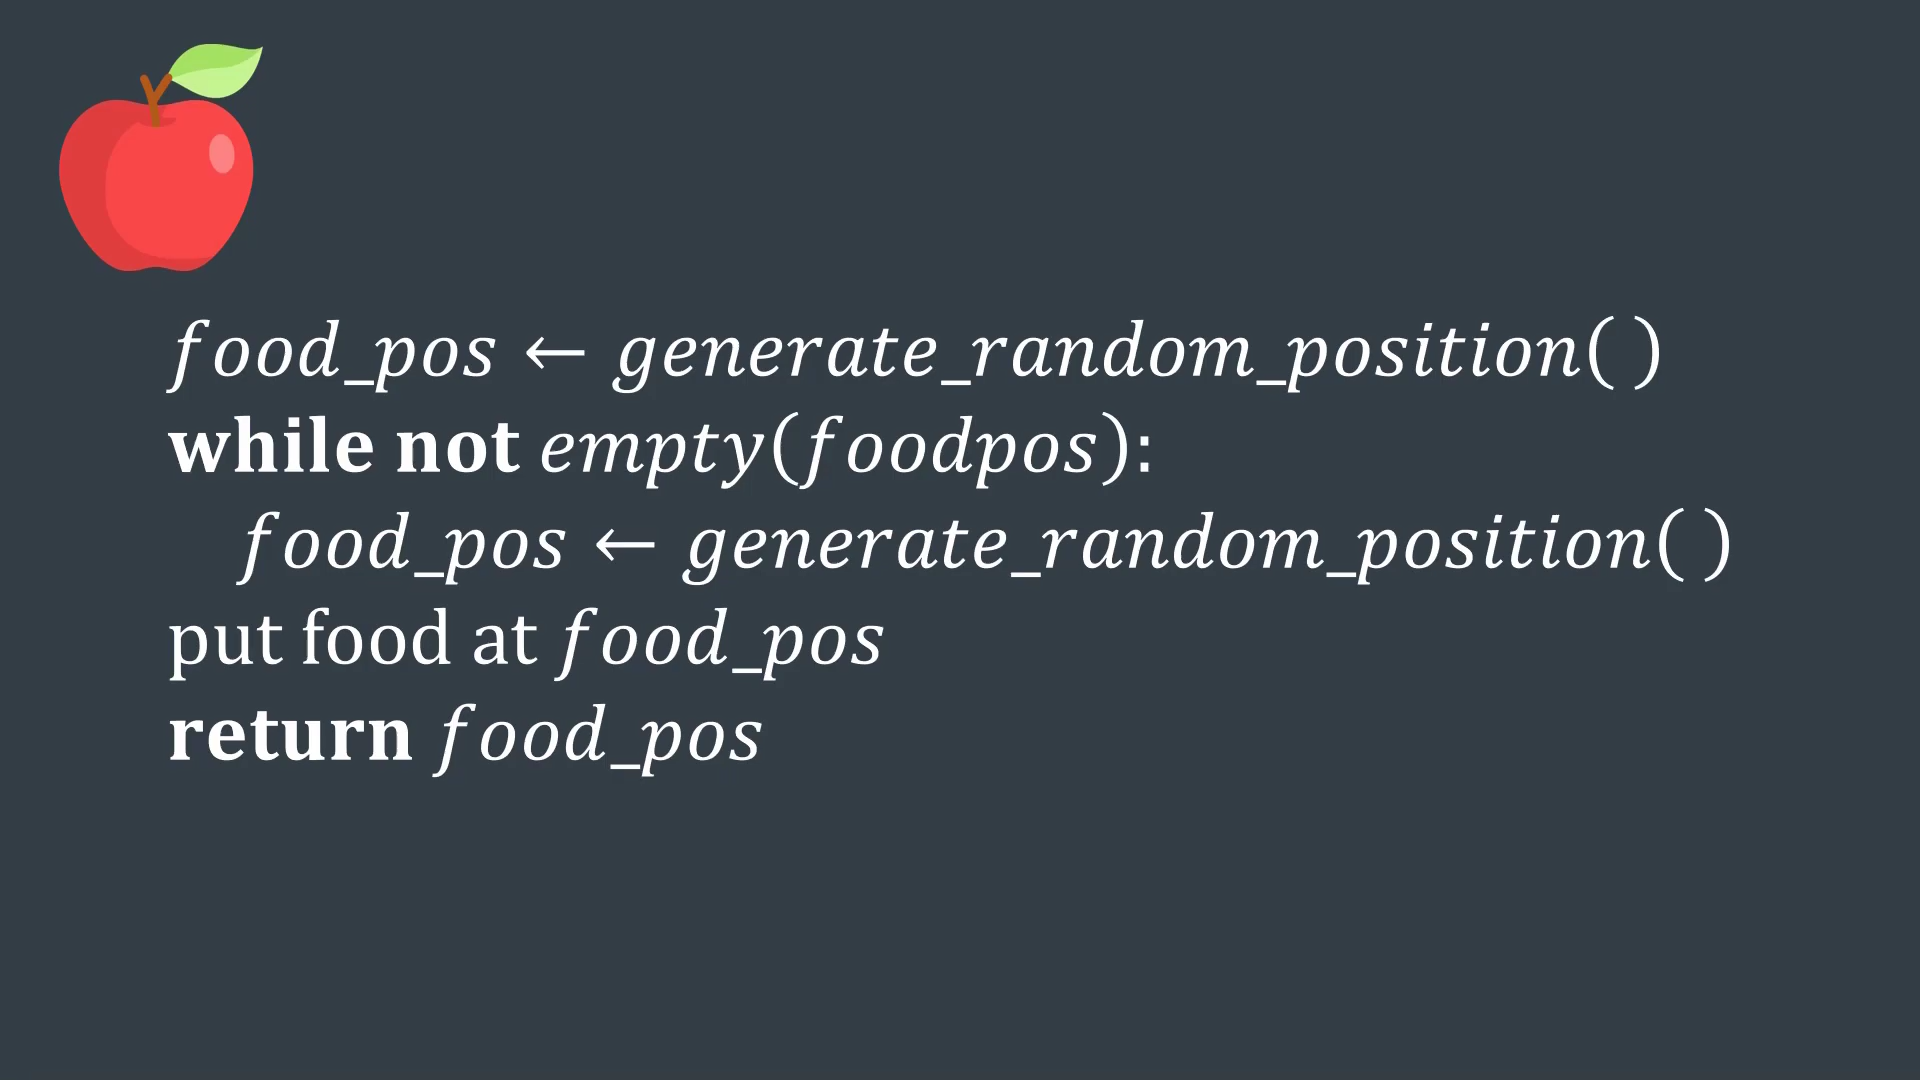 food_pos ← generate_random_position( )
while not empty(foodpos):
food_pos ← generate_random_position( )
put food at food_pos
return food_pos